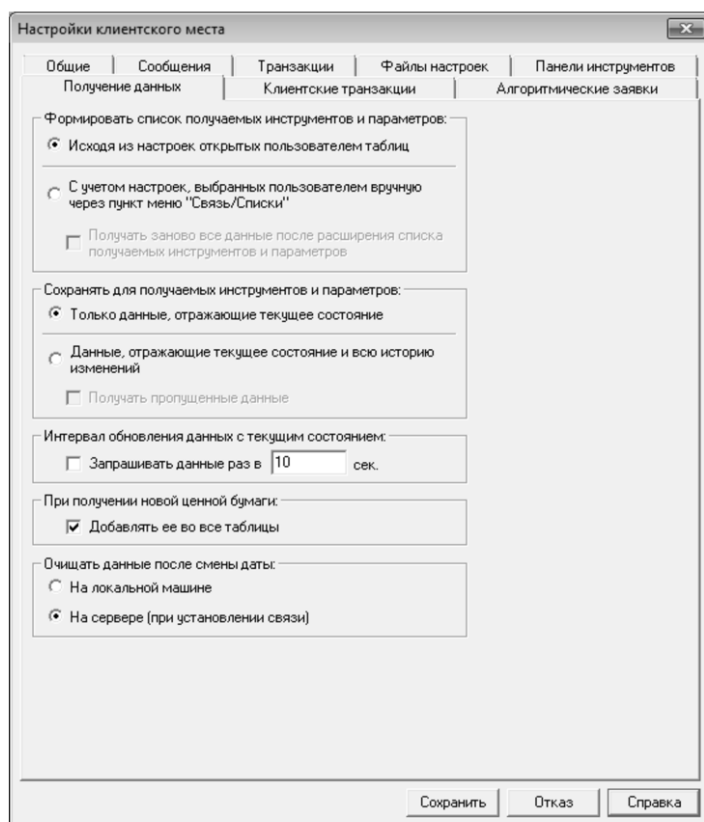 Настройки клиентского места
Общие
Сообщения
Транзакции
Файлы настроек
Панели инструментов
Получение данных
Клиентские транзакции
Алгоритмические заявки
Формировать список получаемых инструментов и параметров:
Исходя из настроек открытых пользователем таблиц
С учетом настроек, выбранных пользователем вручную
через пункт меню "Связь/Списки"
Получать заново все данные после расширения списка
получаемых инструментов и параметров
Сохранять для получаемых инструментов и параметров:
Только данные, отражающие текущее состояние
Данные, отражающие текущее состояние и всю историю
изменений
Получать пропущенные данные
Интервал обновления данных с текущим состоянием:
Запрашивать данные раз в 10 сек.
При получении новой ценной бумаги:
Добавлять ее во все таблицы
Очищать данные после смены даты:
На локальной машине
На сервере (при установлении связи)
Сохранить
Отказ
Справка